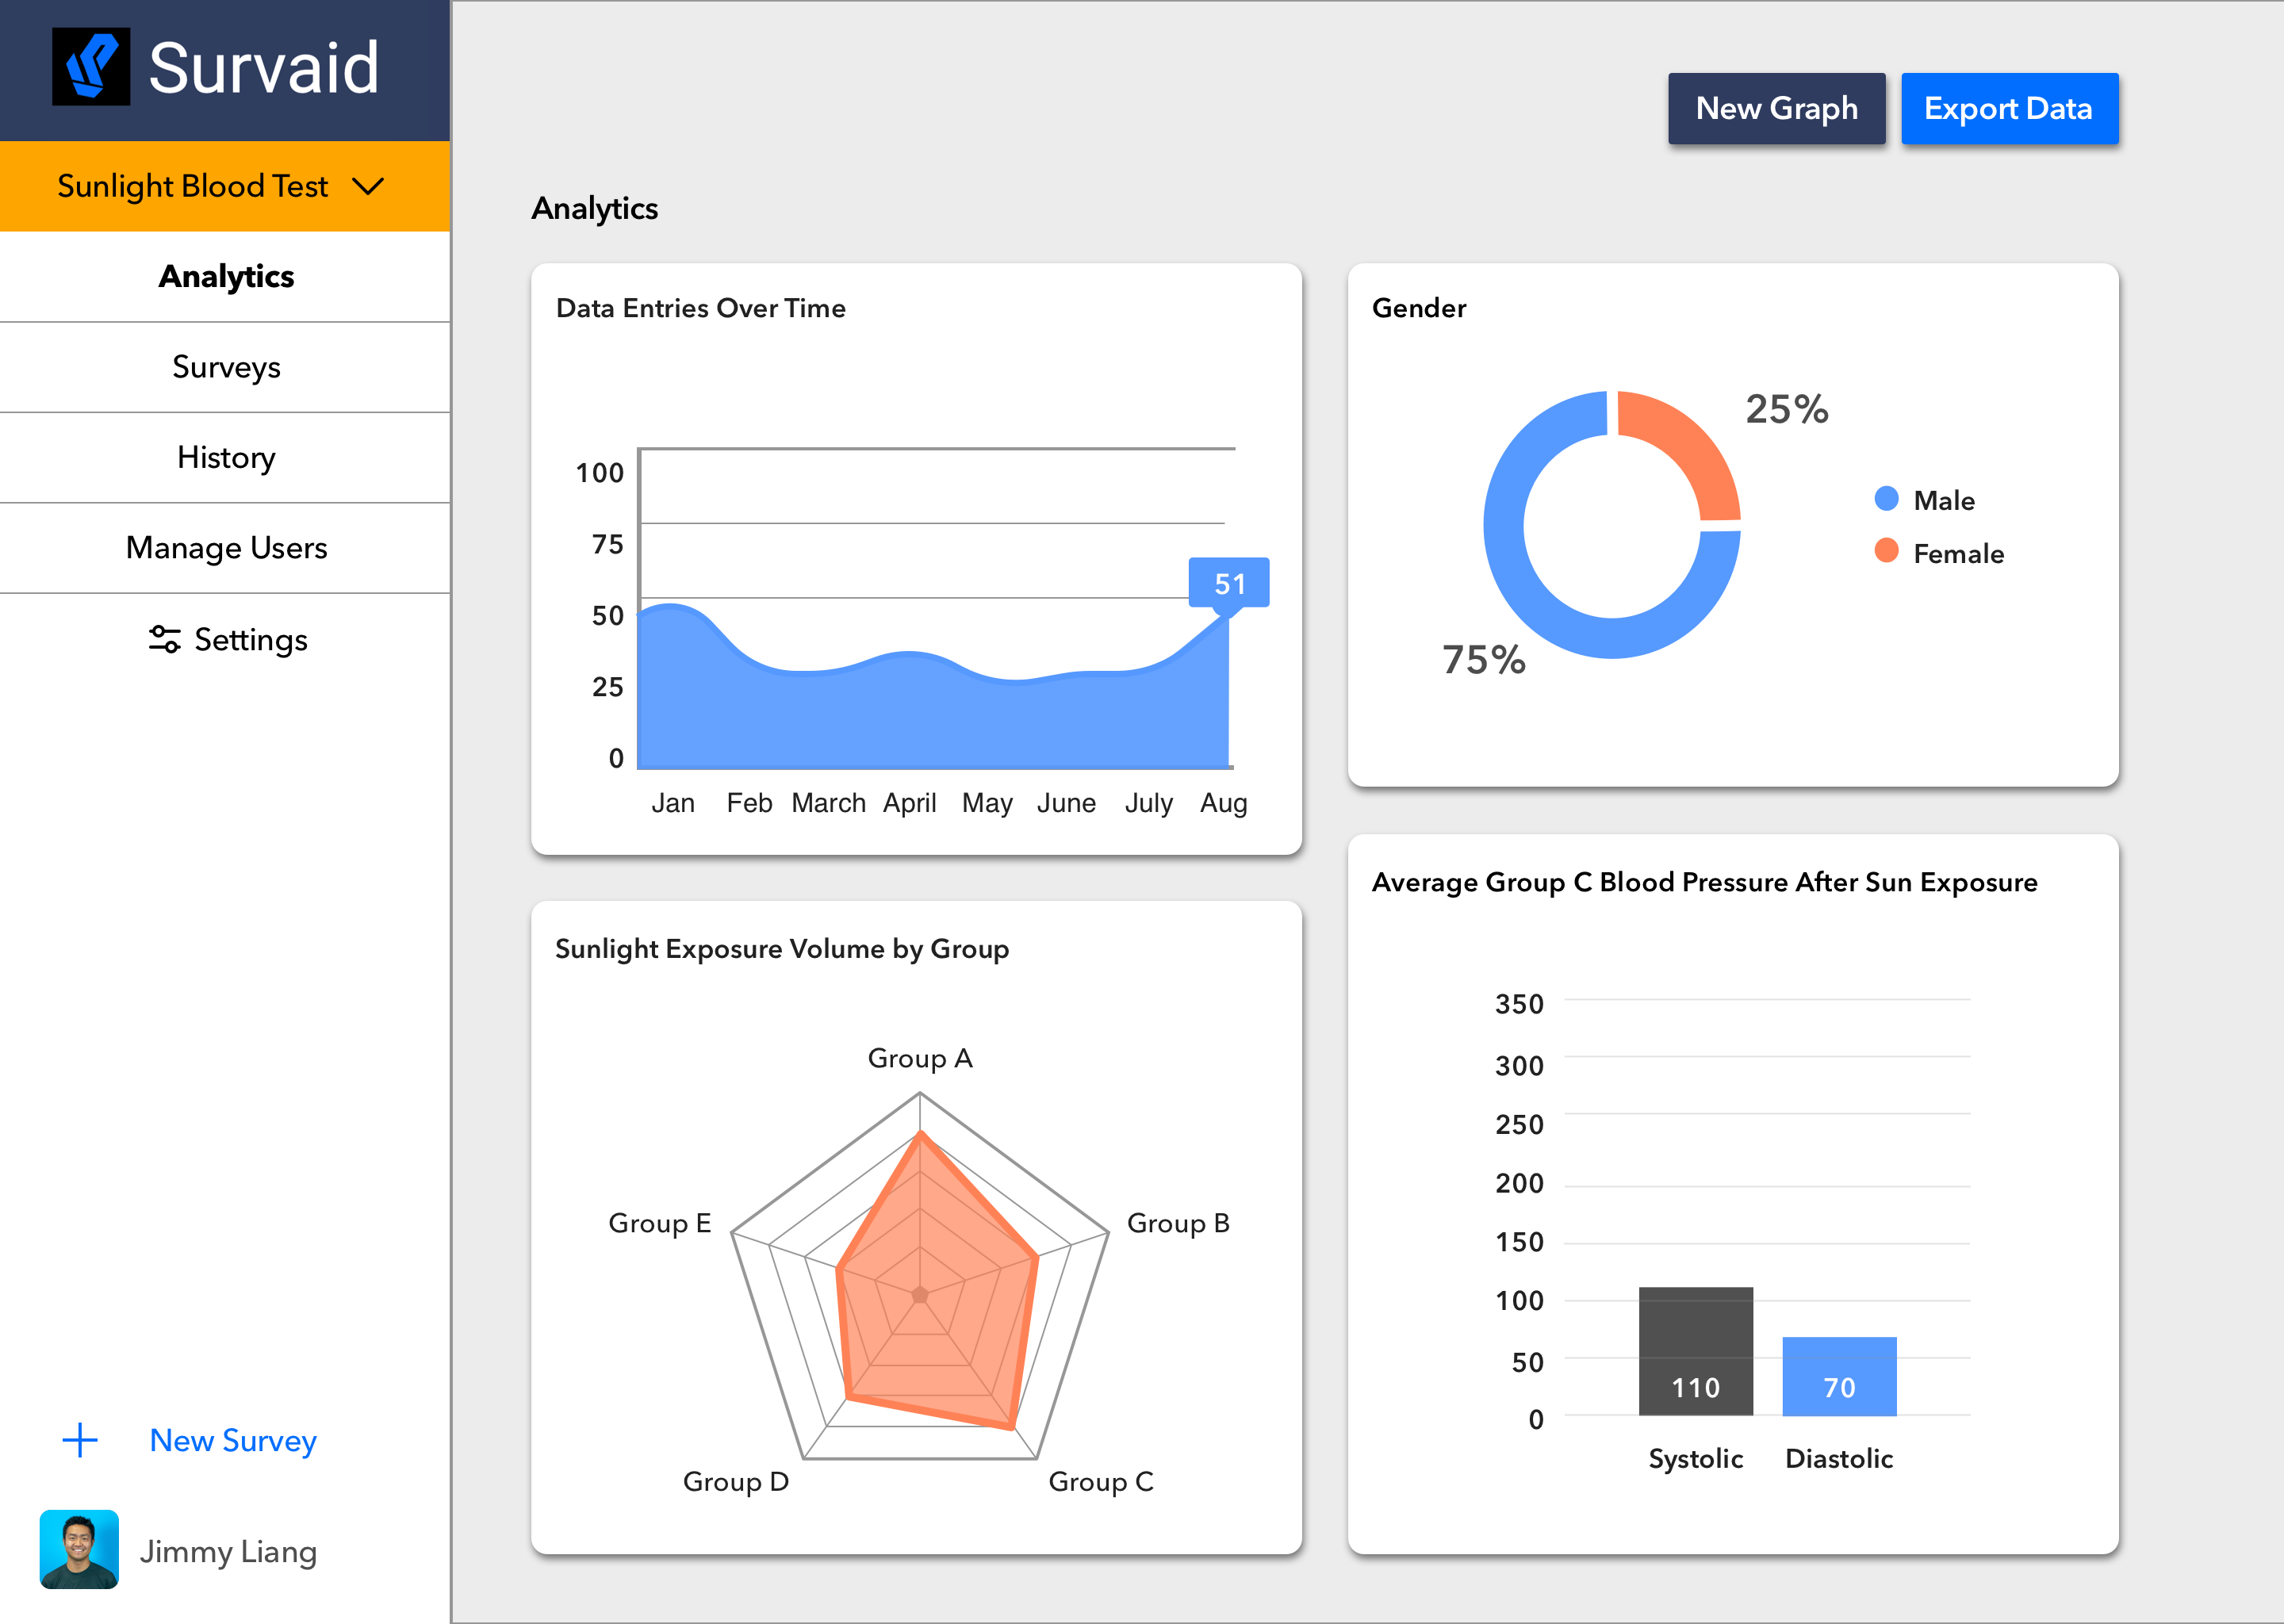 Survaid
Sunlight Blood Test
Analytics
Surveys
History
Manage Users
Settings
New Survey
Jimmy Liang
New Graph
Export Data
Analytics
Data Entries Over Time
100
75
50
25
0
51
Jan Feb March April May June July Aug
Gender
25%
75%
Male
Female
Sunlight Exposure Volume by Group
Group A
Group E
Group B
Group D
Group C
Average Group C Blood Pressure After Sun Exposure
350
300
250
200
150
100
50
0
110 70
Systolic Diastolic